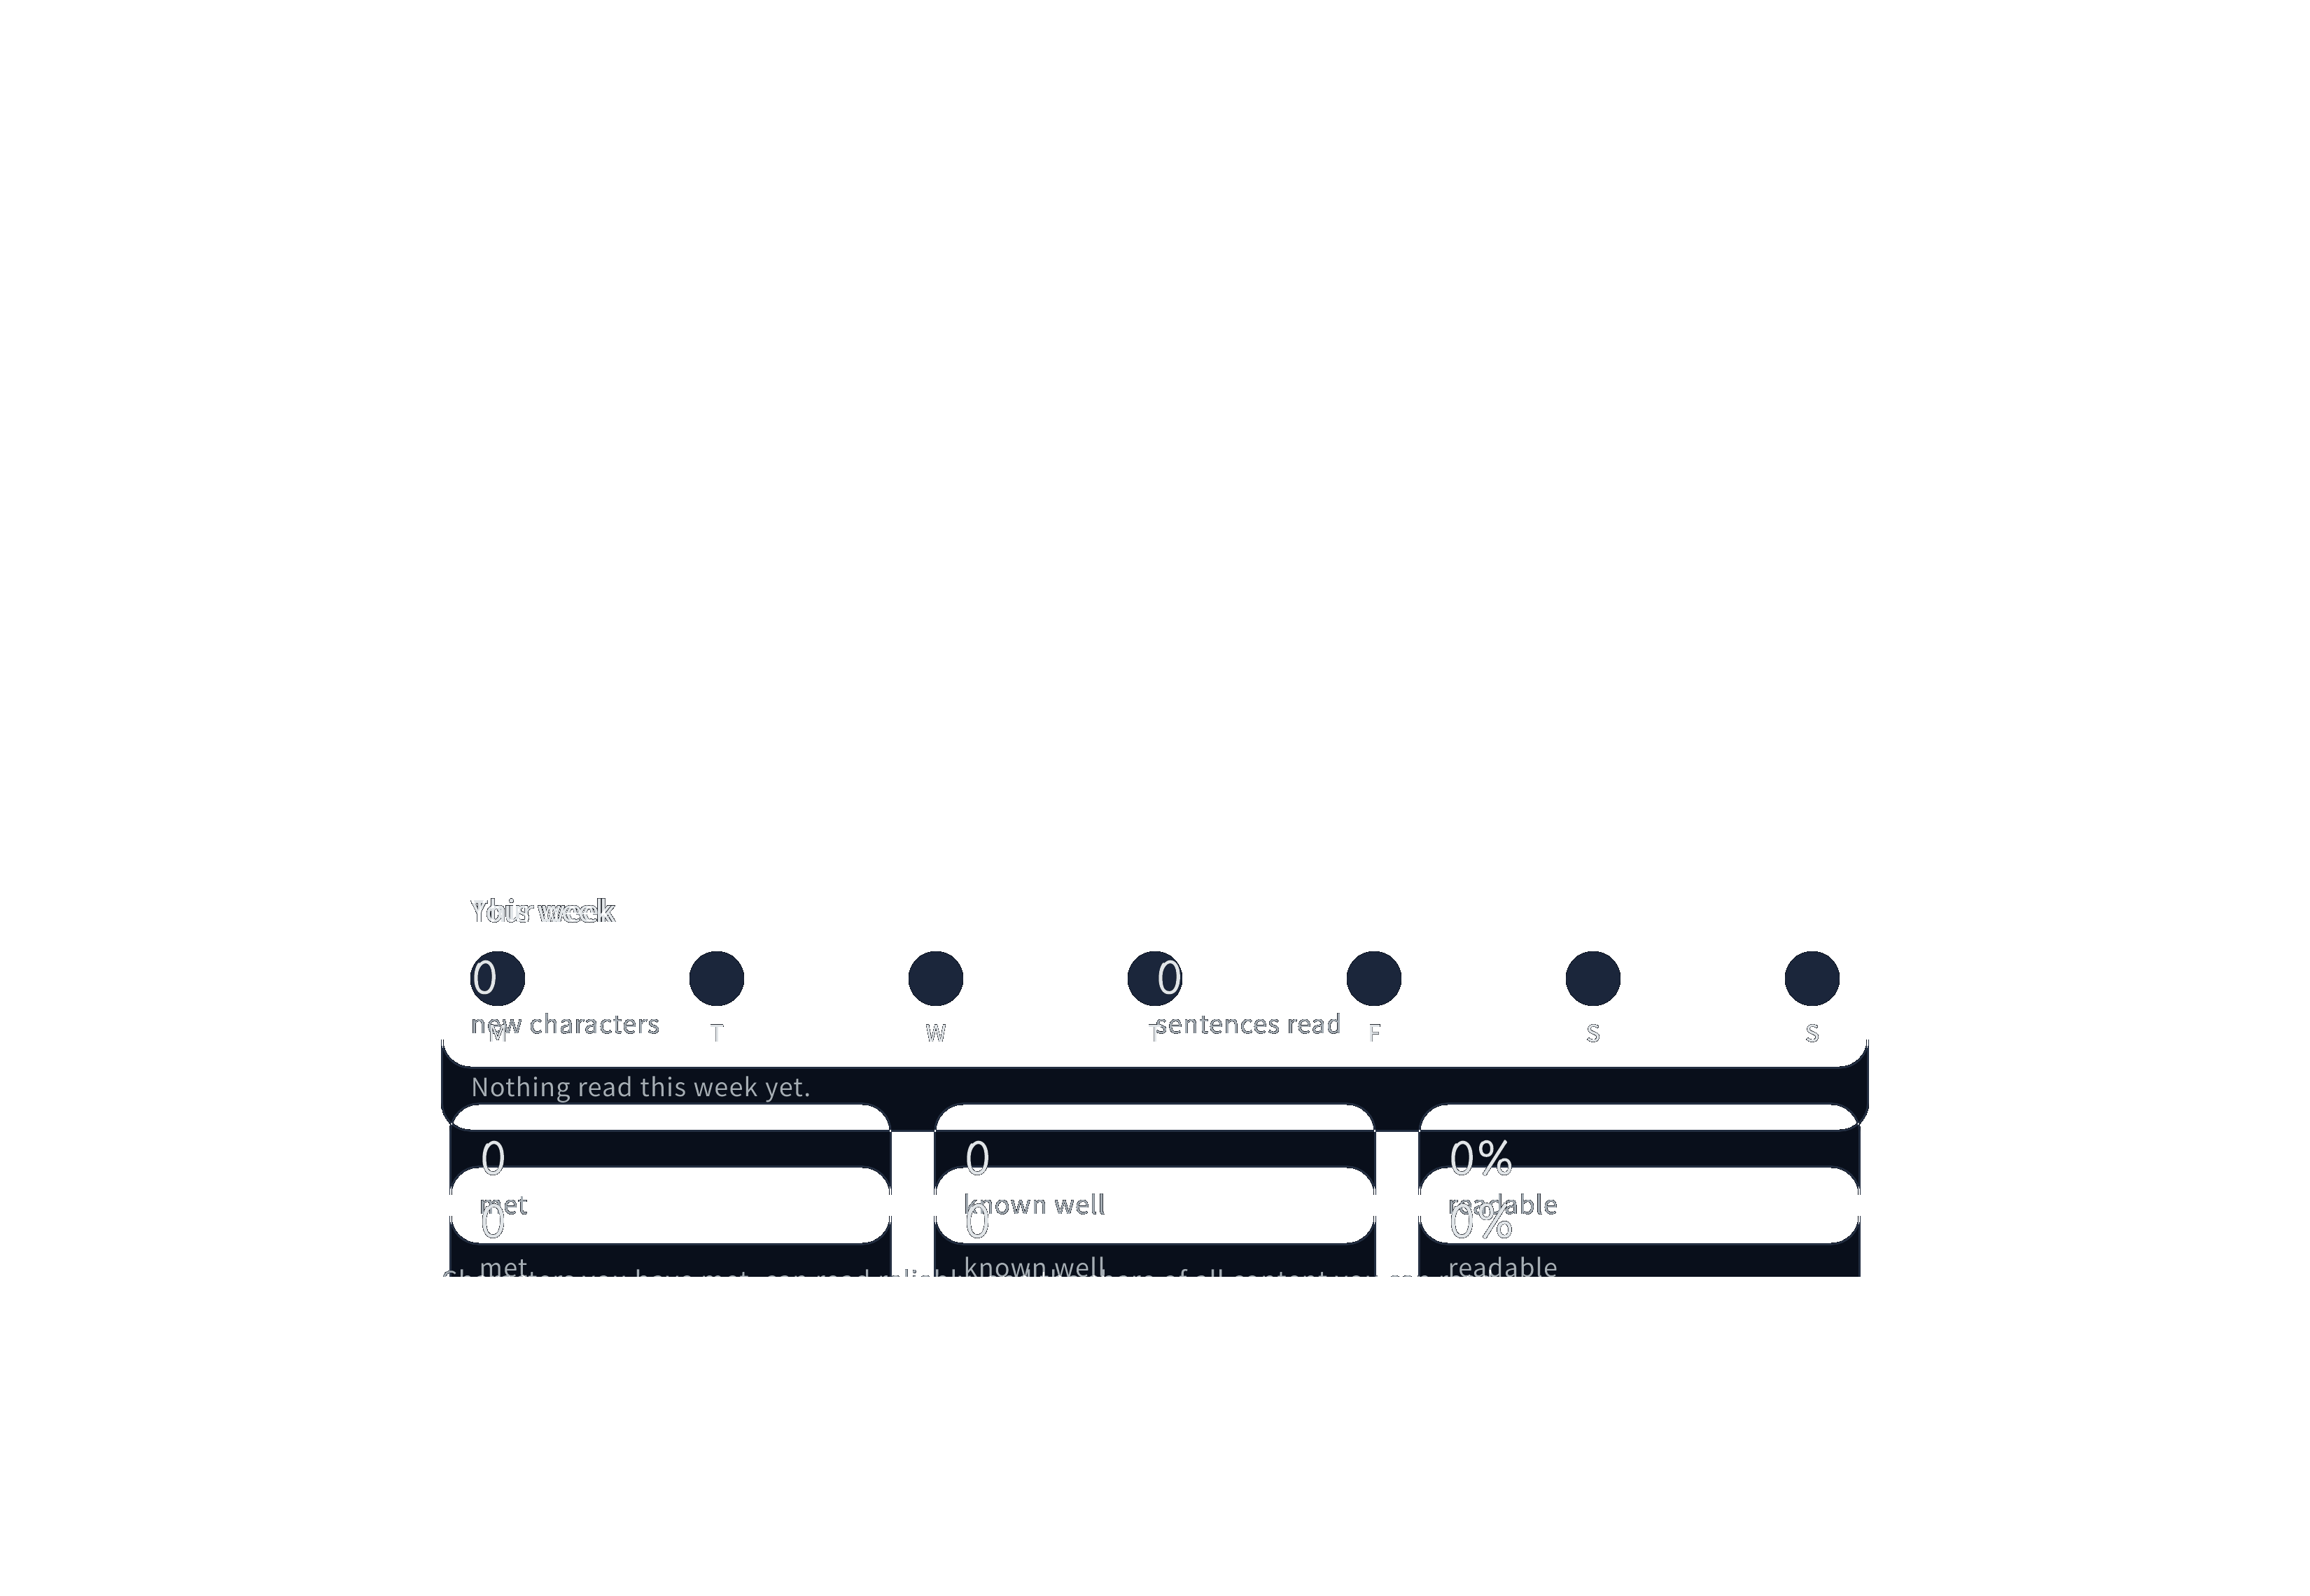 week
0 0
new characters sentences read
T W T F S S
Nothing read this week yet.
0 0 0%
met known well readable
0 0 0%
met known well readable